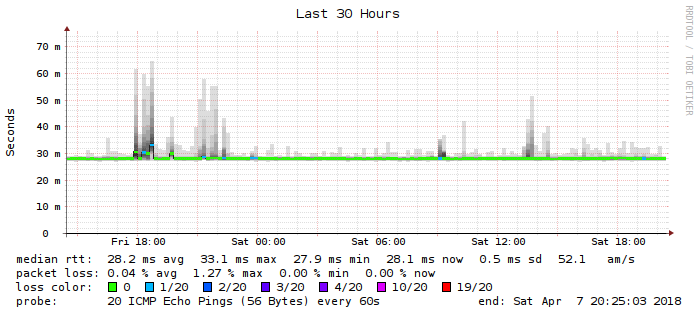 Last 30 Hours
RRDTOOL / TOBI OETIKER
Seconds
70 m
60 m
50 m
40 m
30 m
20 m
10 m
0
Fri 18:00 Sat 00:00 Sat 06:00 Sat 12:00 Sat 18:00
median rtt: 28.2 ms avg 33.1 ms max 27.9 ms min 28.1 ms now 0.5 ms sd 52.1 am/s
packet loss: 0.04 % avg 1.27 % max 0.00 % min 0.00 % now
loss color: 0 1/20 2/20 3/20 4/20 10/20 19/20
probe: 20 ICMP Echo Pings (56 Bytes) every 60s end: Sat Apr 7 20:25:03 2018